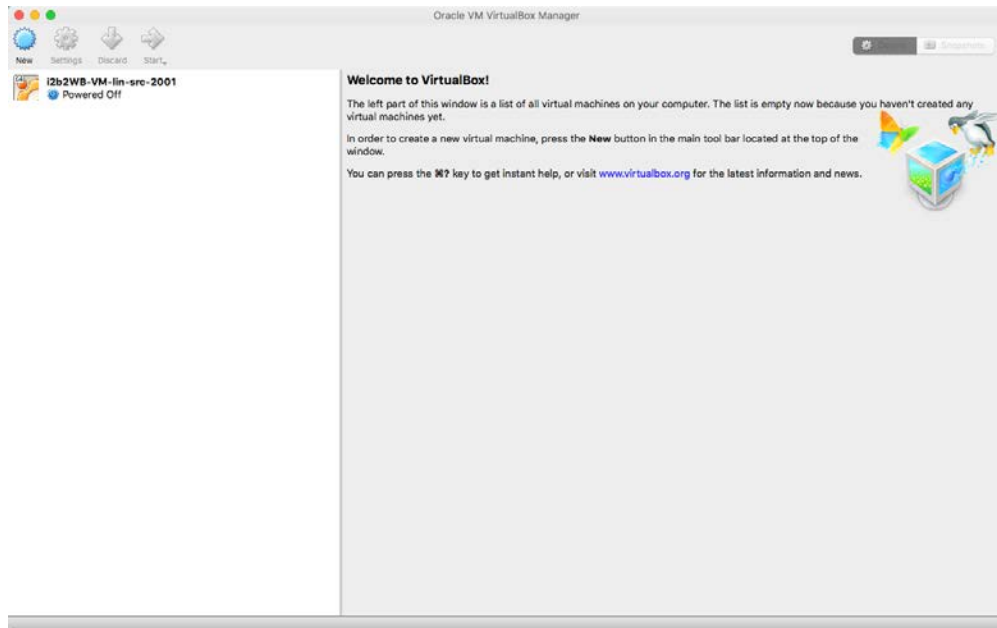 Oracle VM VirtualBox Manager
New Settings Discard Start
Details Snapshots
i2b2WB-VM-lin-src-2001
Powered Off
Welcome to VirtualBox!
The left part of this window is a list of all virtual machines on your computer. The list is empty now because you haven't created any
virtual machines yet.
In order to create a new virtual machine, press the New button in the main tool bar located at the top of the
window.
You can press the ⌘? key to get instant help, or visit www.virtualbox.org for the latest information and news.